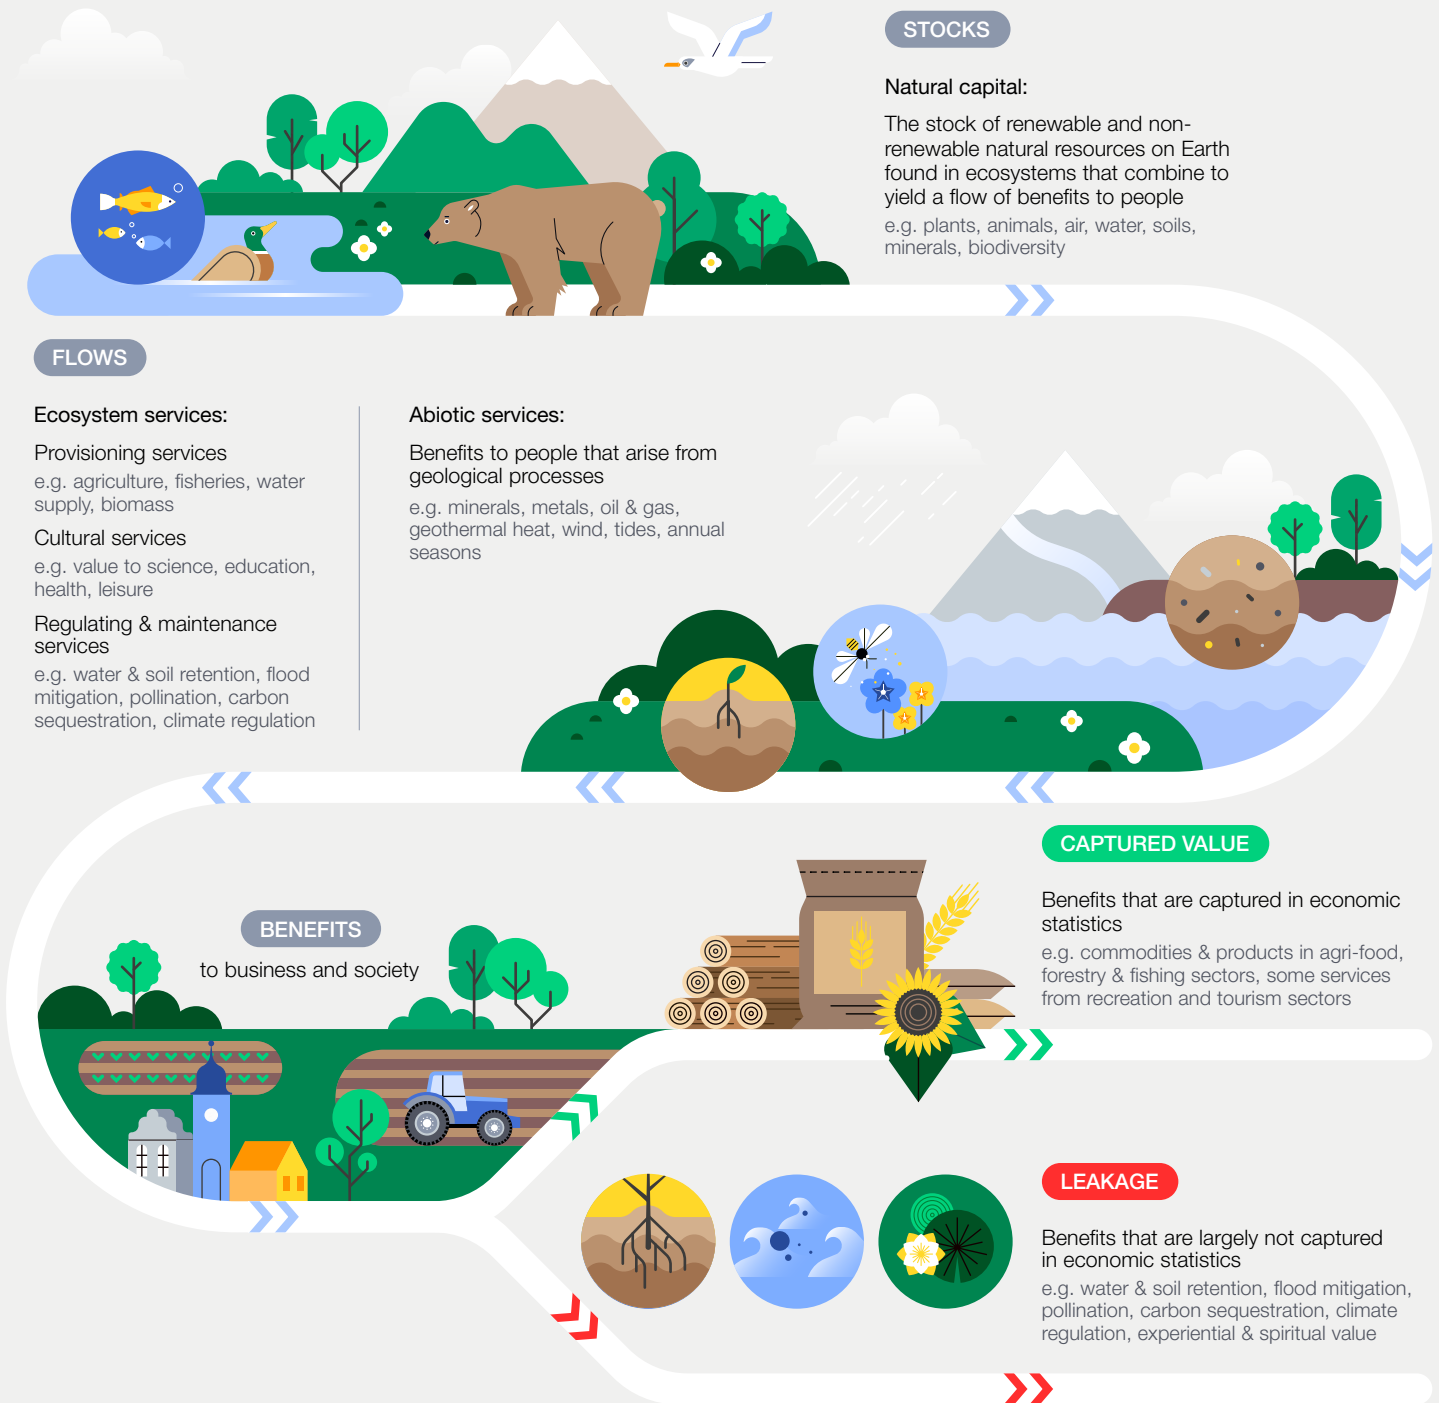 STOCKS
Natural capital:
The stock of renewable and non-
renewable natural resources on Earth
found in ecosystems that combine to
yield a flow of benefits to people
e.g. plants, animals, air, water, soils,
minerals, biodiversity
FLOWS
Ecosystem services:
Provisioning services
e.g. agriculture, fisheries, water
supply, biomass
Cultural services
e.g. value to science, education,
health, leisure
Regulating & maintenance
services
e.g. water & soil retention, flood
mitigation, pollination, carbon
sequestration, climate regulation
Abiotic services:
Benefits to people that arise from
geological processes
e.g. minerals, metals, oil & gas,
geothermal heat, wind, tides, annual
seasons
BENEFITS
to business and society
CAPTURED VALUE
Benefits that are captured in economic
statistics
e.g. commodities & products in agri-food,
forestry & fishing sectors, some services
from recreation and tourism sectors
LEAKAGE
Benefits that are largely not captured
in economic statistics
e.g. water & soil retention, flood mitigation,
pollination, carbon sequestration, climate
regulation, experiential & spiritual value